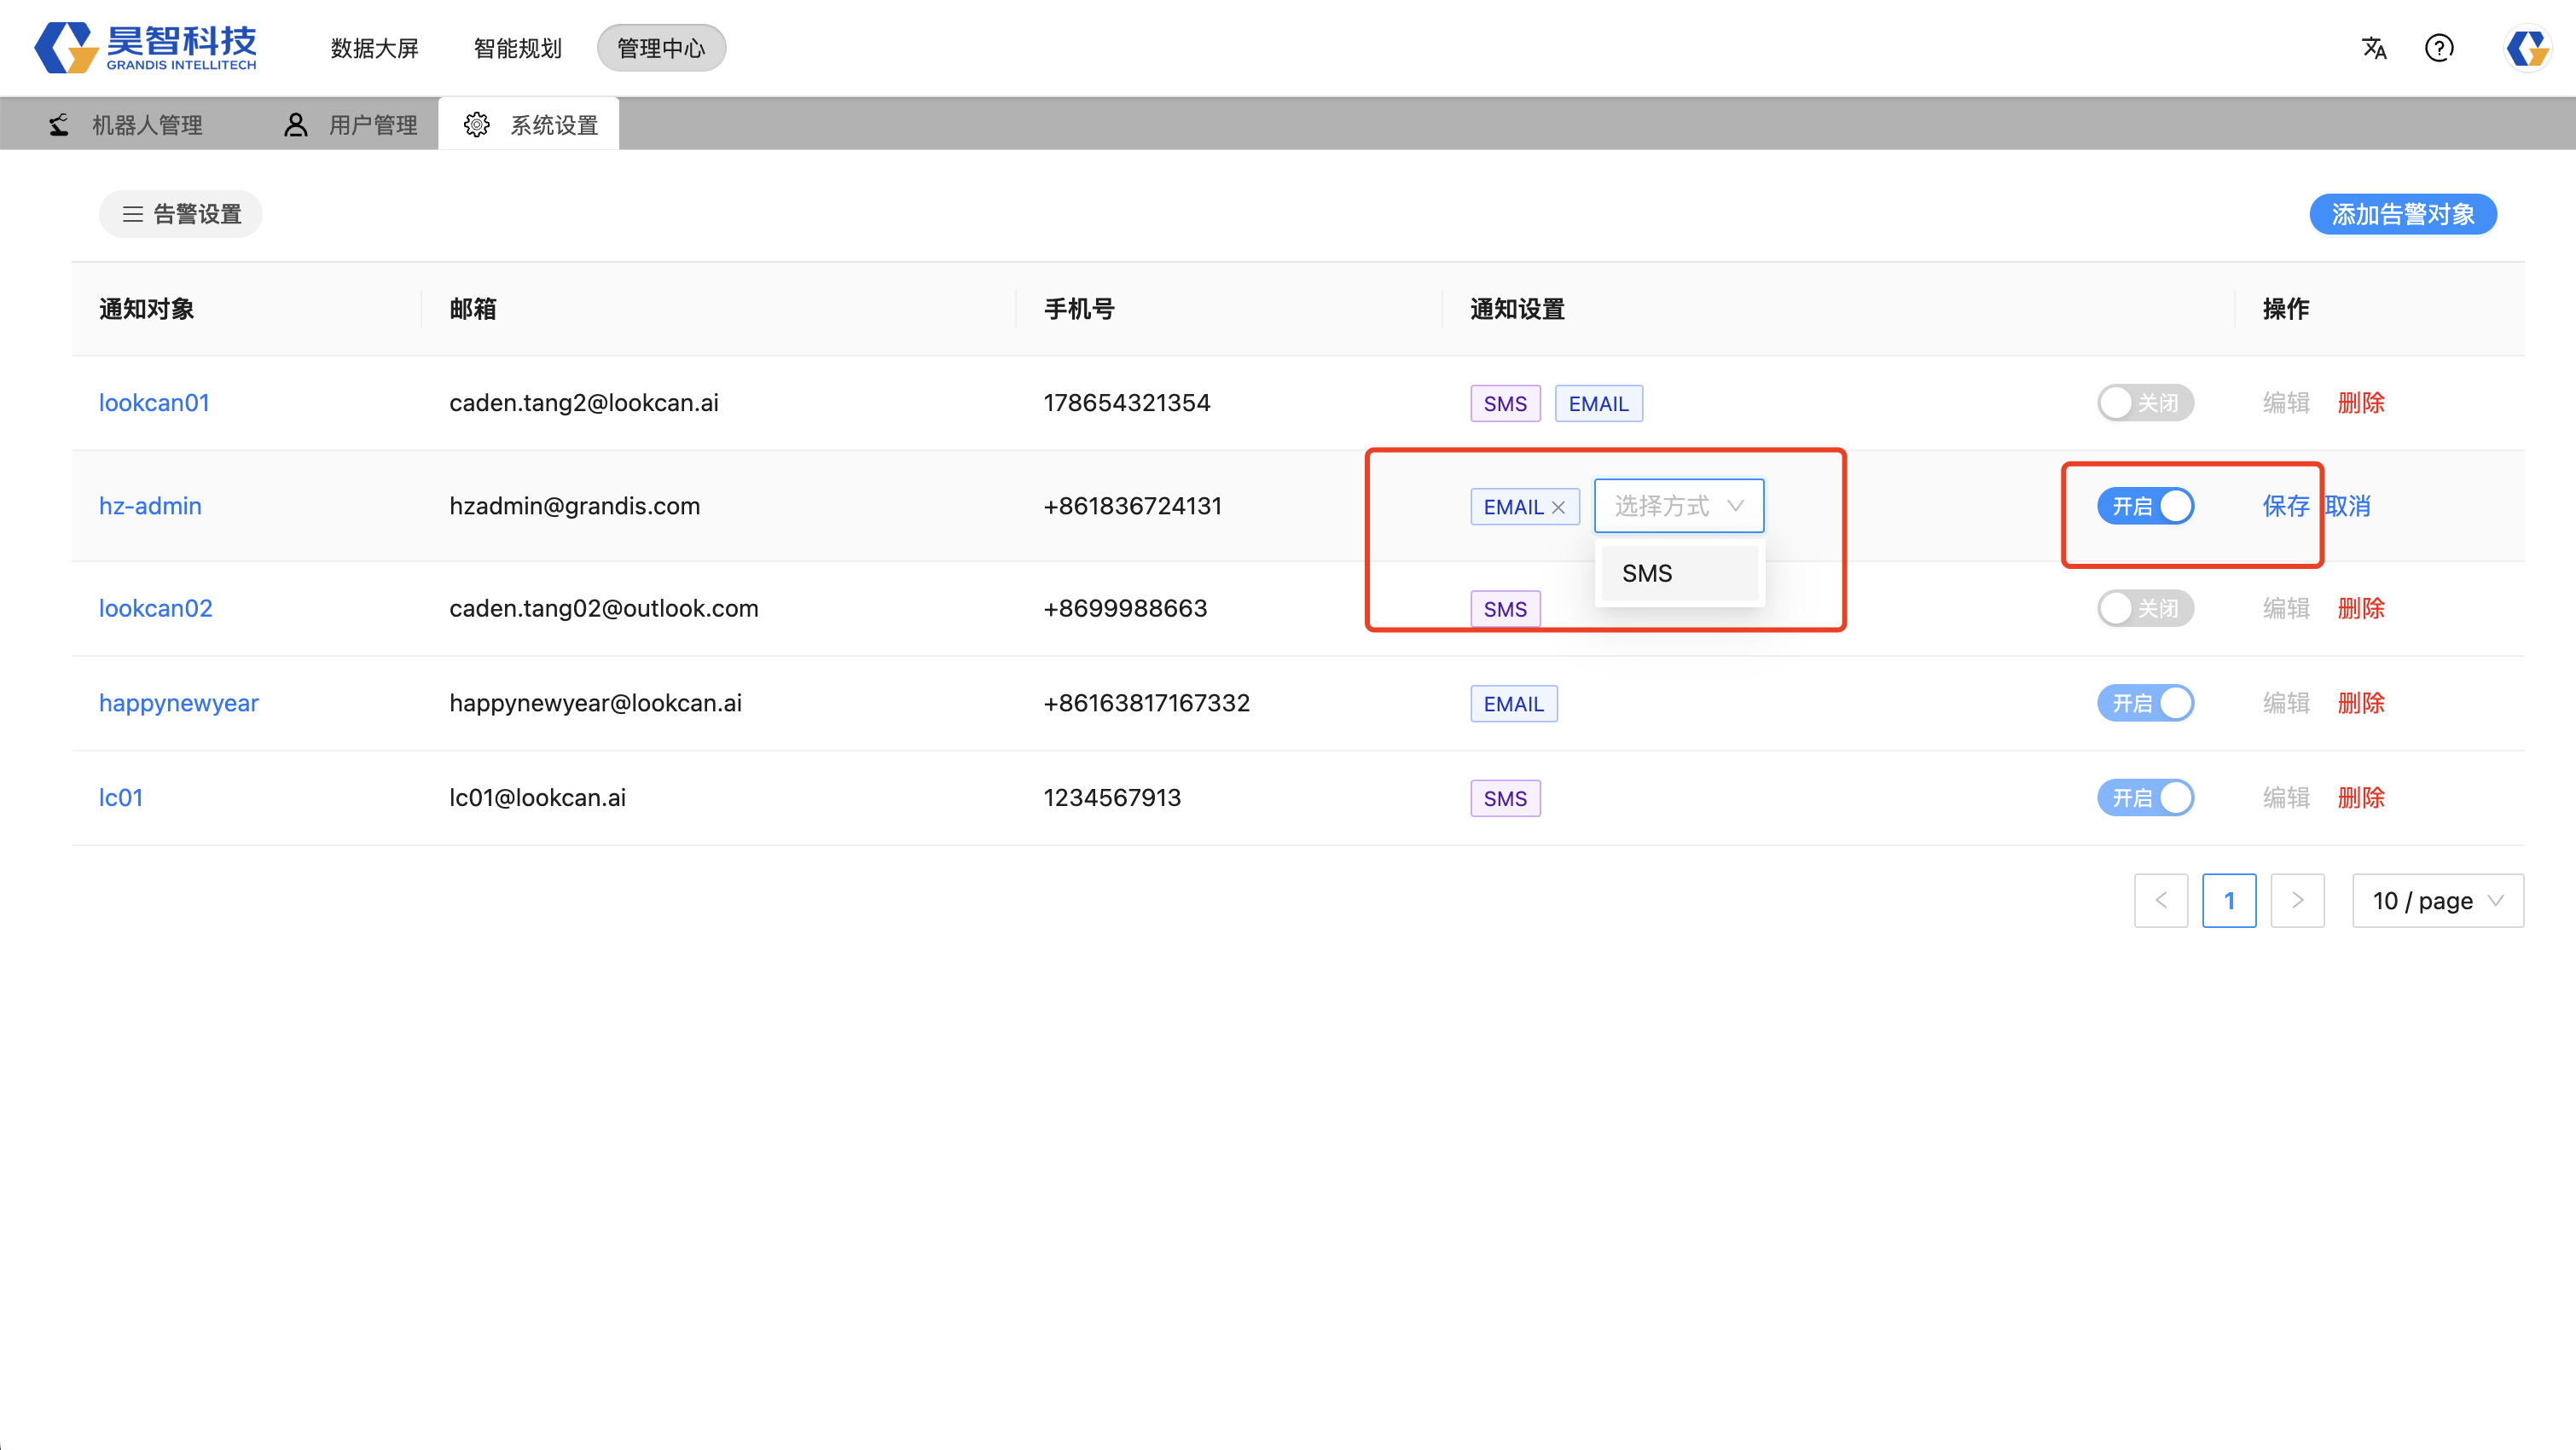 昊智科技
GRANDIS INTELLITECH
数据大屏 智能规划 管理中心
机器人管理 用户管理 系统设置
告警设置 添加告警对象
通知对象 邮箱 手机号 通知设置 操作
lookcan01 caden.tang2@lookcan.ai 178654321354 SMS EMAIL 关闭 编辑 删除
hz-admin hzadmin@grandis.com +861836724131 EMAIL 选择方式 开启 保存 取消
SMS
lookcan02 caden.tang02@outlook.com +8699988663 SMS 关闭 编辑 删除
happynewyear happynewyear@lookcan.ai +86163817167332 EMAIL 开启 编辑 删除
lc01 lc01@lookcan.ai 1234567913 SMS 开启 编辑 删除
< 1 > 10 / page